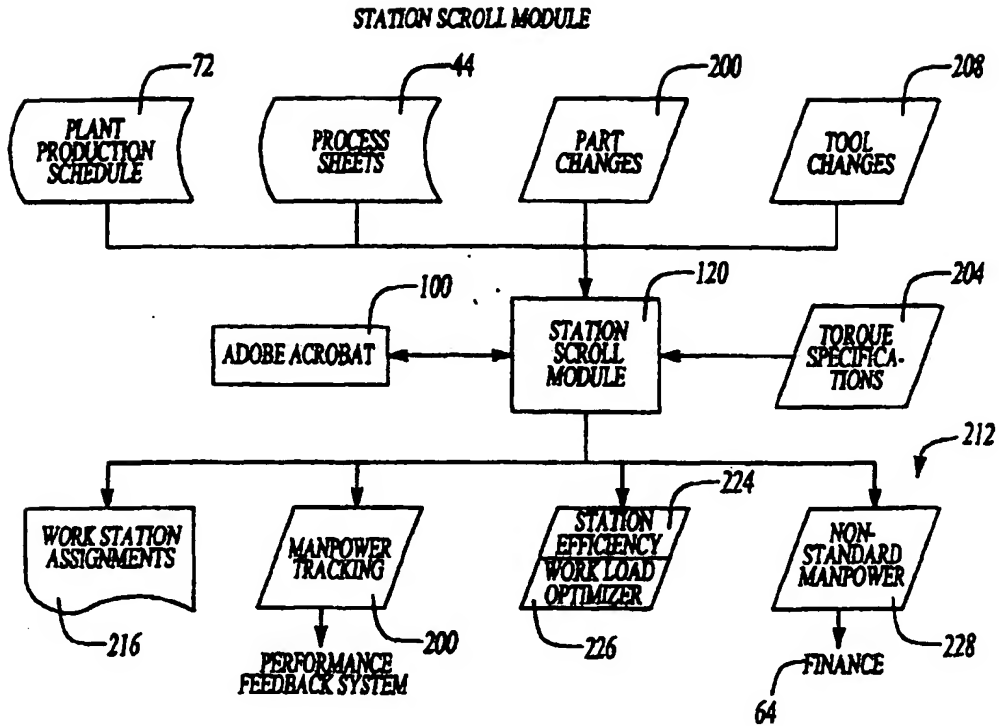 STATION SCROLL MODULE
72
44
200
208
PLANT
PRODUCTION
SCHEDULE
PROCESS
SHEETS
PART
CHANGES
TOOL
CHANGES
100
120
204
ADOBE ACROBAT
STATION
SCROLL
MODULE
TORQUE
SPECIFICA-
TIONS
212
224
WORK STATION
ASSIGNMENTS
MANPOWER
TRACKING
STATION
EFFICIENCY
WORK LOAD
OPTIMIZER
NON-
STANDARD
MANPOWER
216
200
226
228
PERFORMANCE
FEEDBACK SYSTEM
FINANCE
64